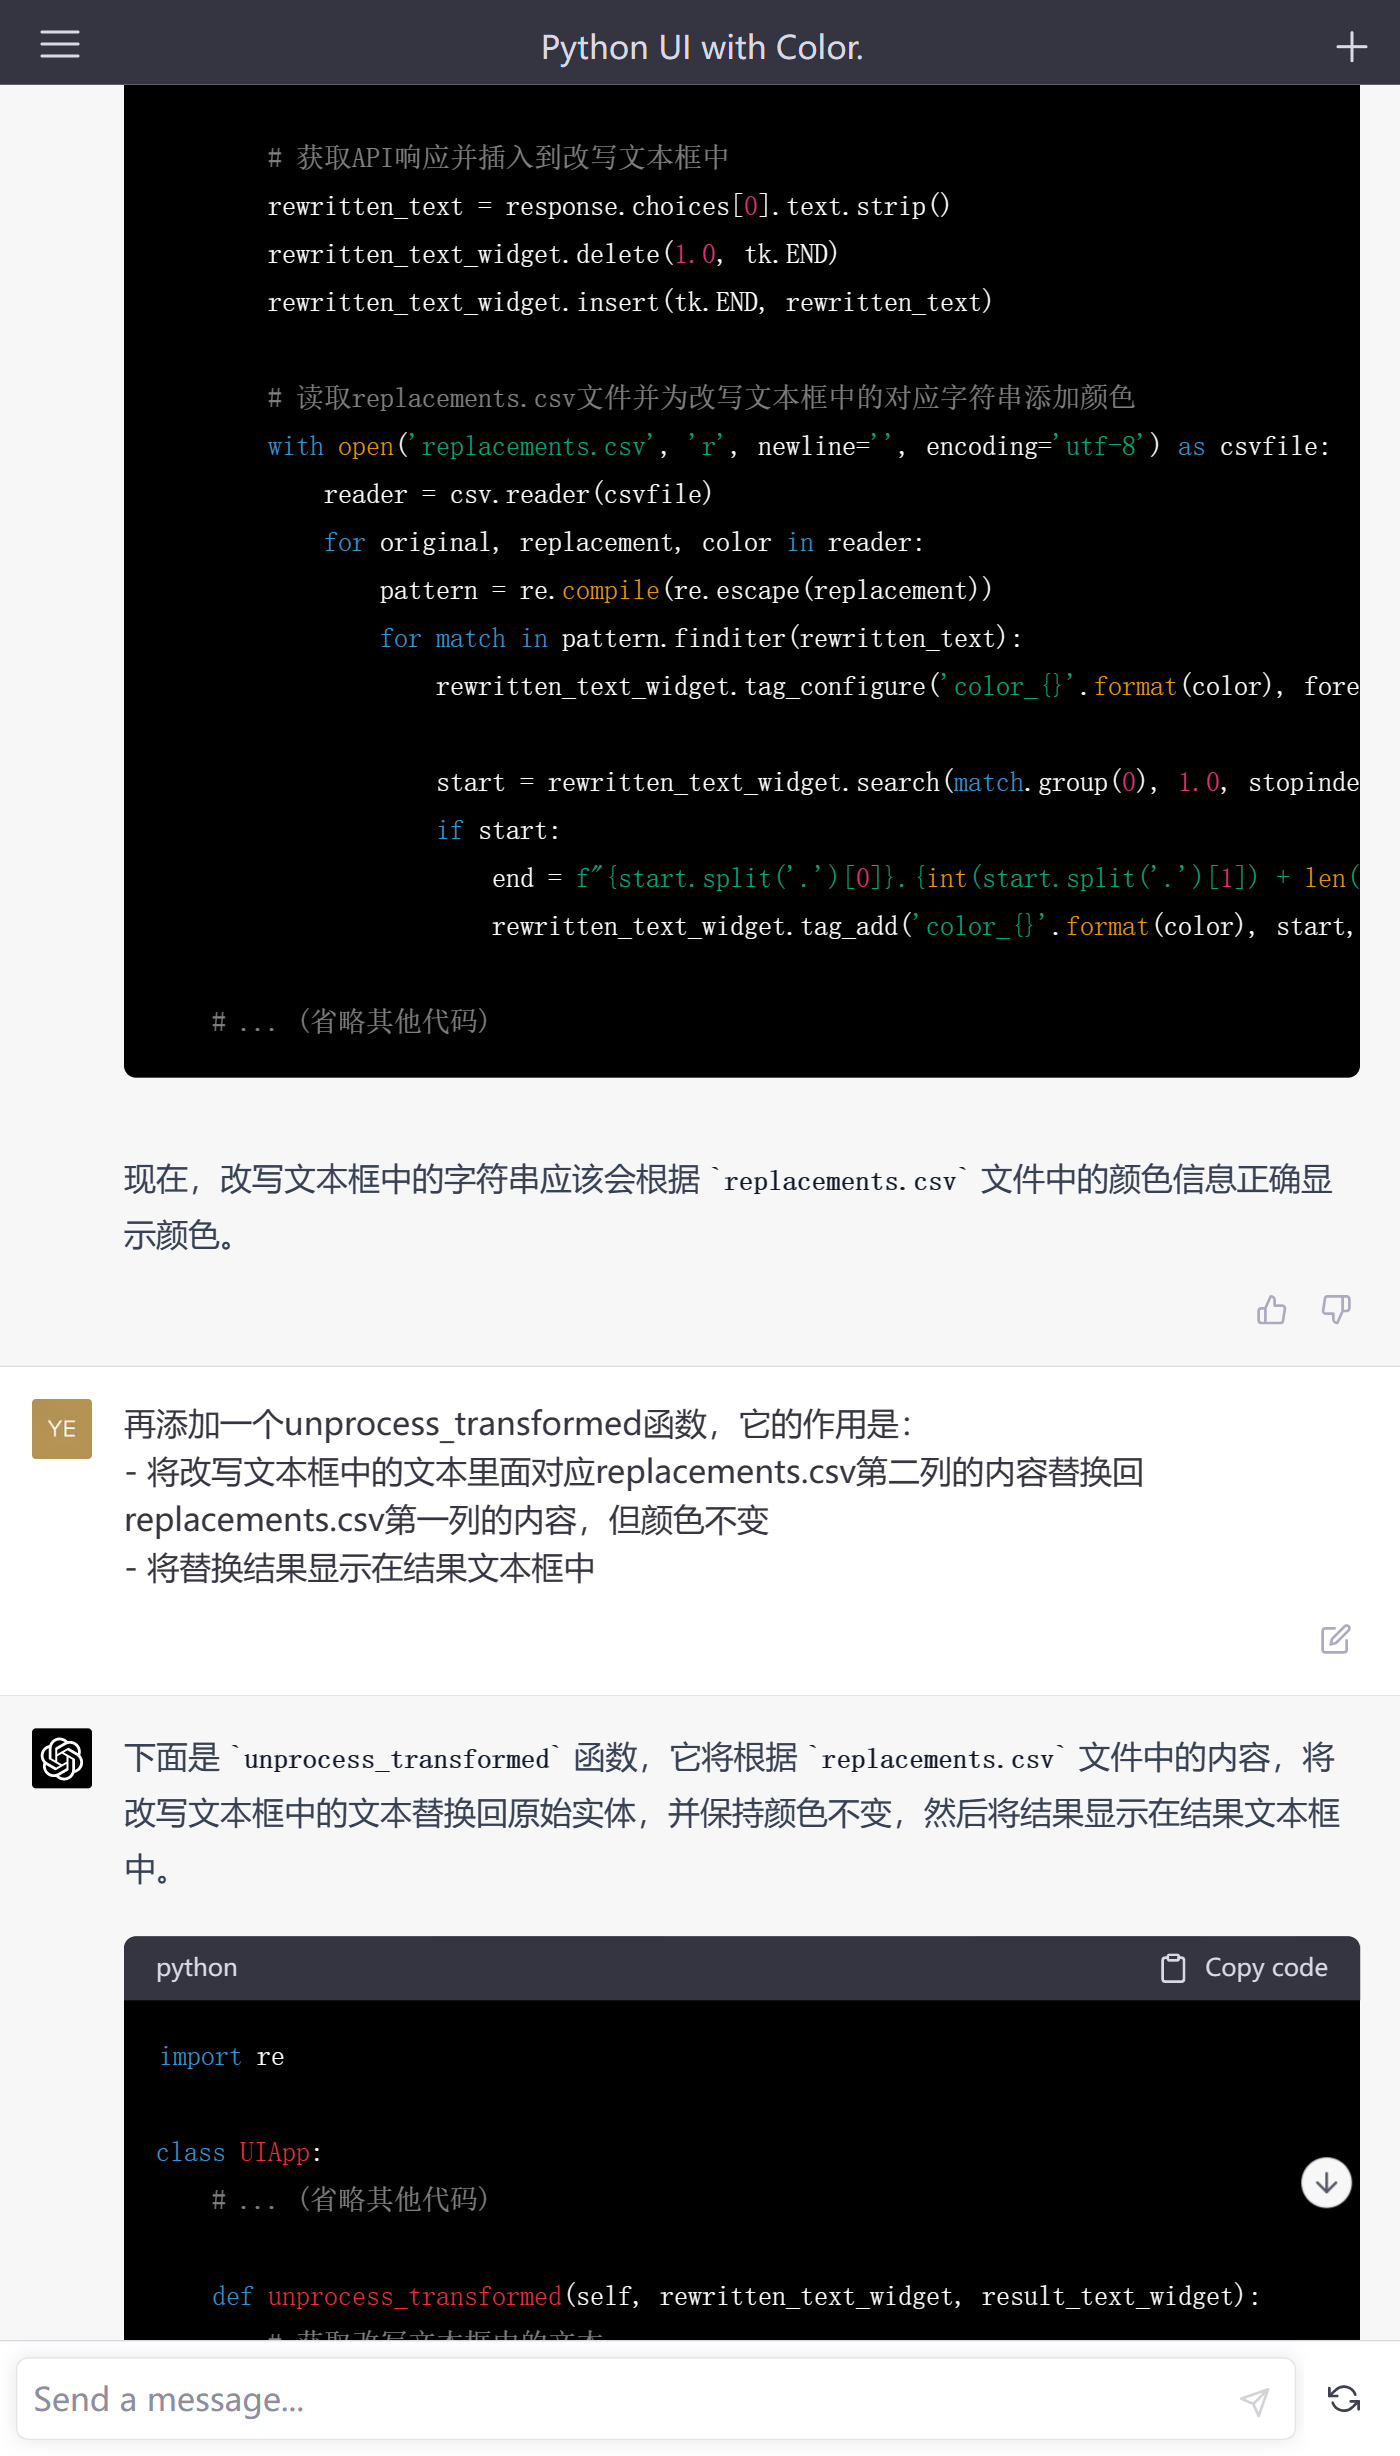 Python UI with Color.
# 获取API响应并插入到改写文本框中
rewritten_text = response.choices[0].text.strip()
rewritten_text_widget.delete(1.0, tk.END)
rewritten_text_widget.insert(tk.END, rewritten_text)
# 读取replacements.csv文件并为改写文本框中的对应字符串添加颜色
with open('replacements.csv', 'r', newline='', encoding='utf-8') as csvfile:
reader = csv.reader(csvfile)
for original, replacement, color in reader:
pattern = re.compile(re.escape(replacement))
for match in pattern.finditer(rewritten_text):
rewritten_text_widget.tag_configure('color_{}'.format(color), fore
start = rewritten_text_widget.search(match.group(0), 1.0, stopinde
if start:
end = f"{start.split('.')[0]}.{int(start.split('.')[1]) + len(
rewritten_text_widget.tag_add('color_{}'.format(color), start,
# ... (省略其他代码)
现在，改写文本框中的字符串应该会根据 `replacements.csv` 文件中的颜色信息正确显
示颜色。
YE
再添加一个unprocess_transformed函数，它的作用是：
- 将改写文本框中的文本里面对应replacements.csv第二列的内容替换回
replacements.csv第一列的内容，但颜色不变
- 将替换结果显示在结果文本框中
下面是 `unprocess_transformed` 函数，它将根据 `replacements.csv` 文件中的内容，将
改写文本框中的文本替换回原始实体，并保持颜色不变，然后将结果显示在结果文本框
中。
python
Copy code
import re
class UIApp:
# ... (省略其他代码)
def unprocess_transformed(self, rewritten_text_widget, result_text_widget):
# 获取改写文本框中的文本
Send a message...